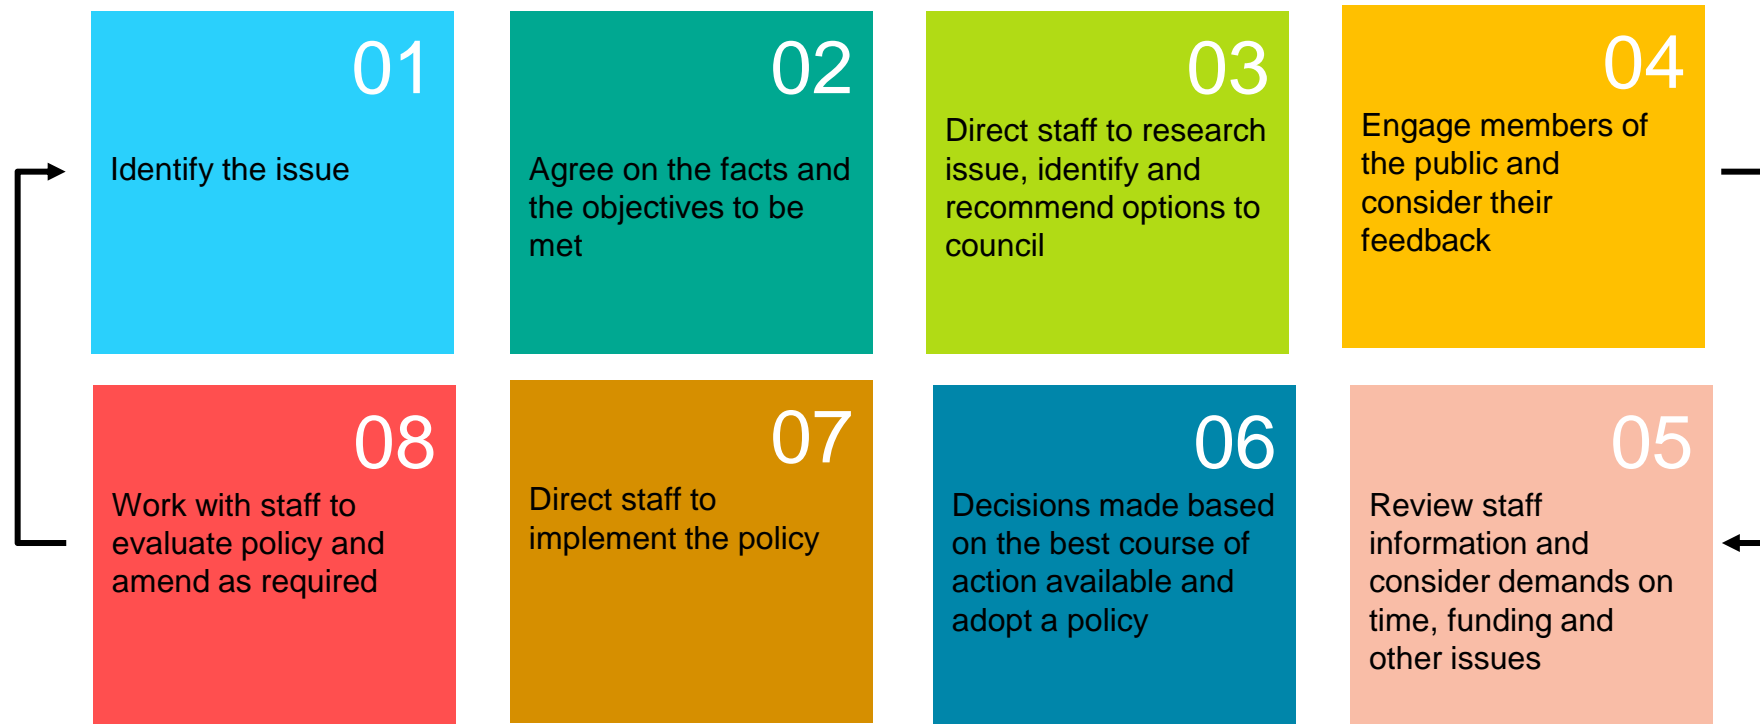 01
Identify the issue
02
Agree on the facts and
the objectives to be
met
03
Direct staff to research
issue, identify and
recommend options to
council
04
Engage members of
the public and
consider their
feedback
08
Work with staff to
evaluate policy and
amend as required
07
Direct staff to
implement the policy
06
Decisions made based
on the best course of
action available and
adopt a policy
05
Review staff
information and
consider demands on
time, funding and
other issues